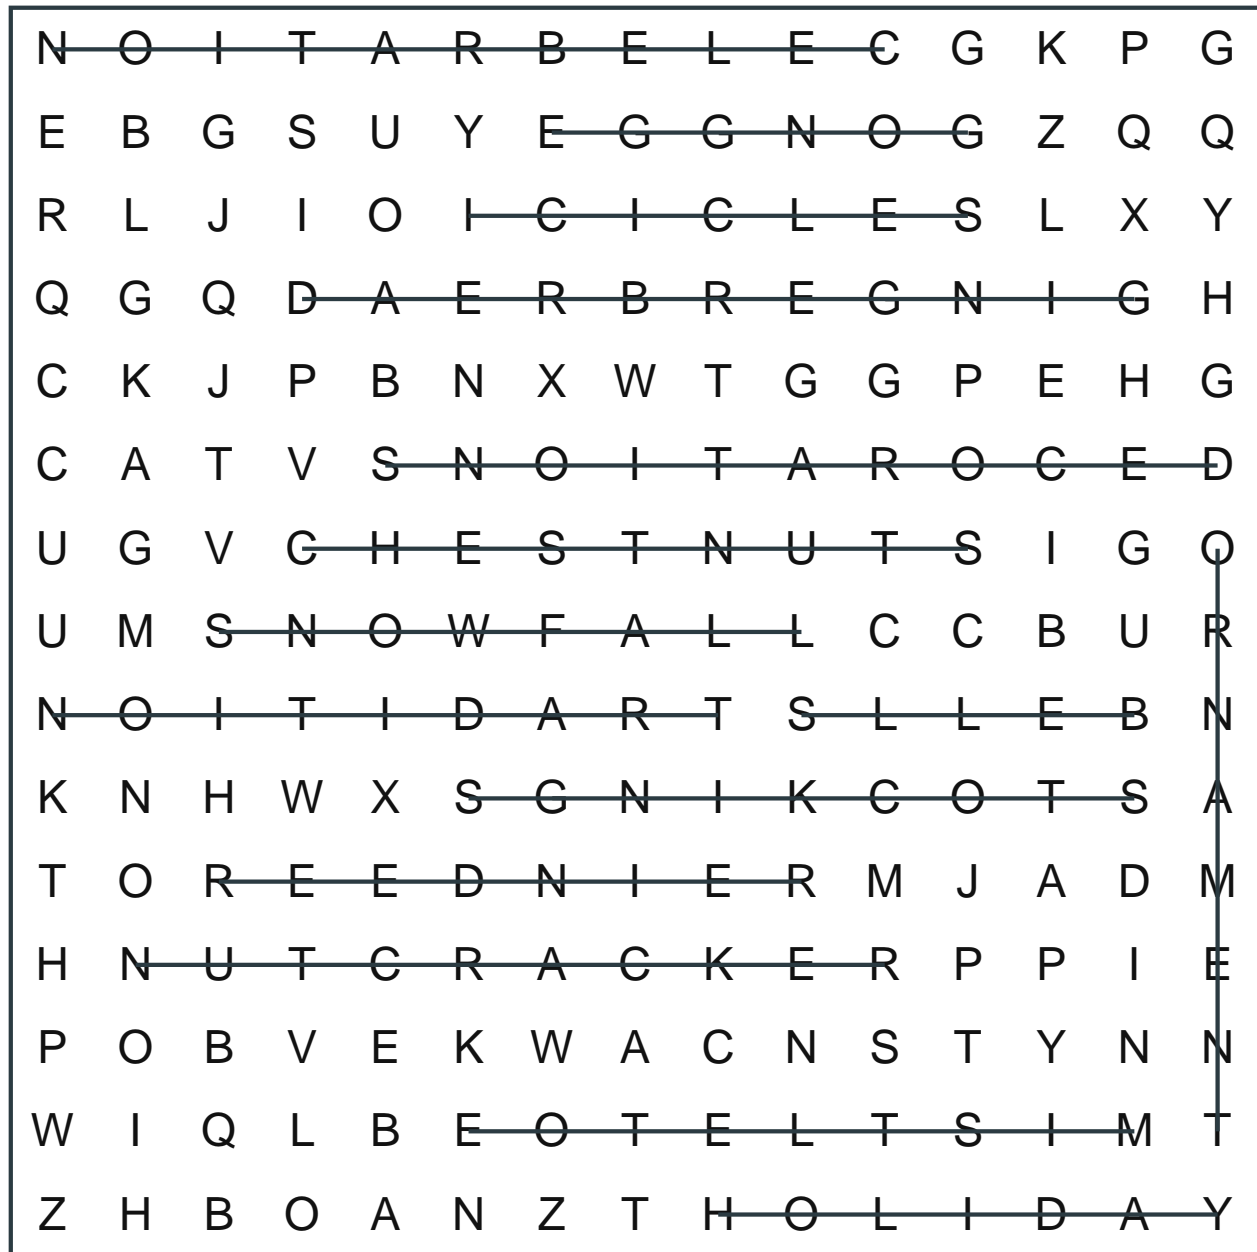 N O I T A R B E L E C G K P G
E B G S U Y E G G N O G Z Q Q
R L J I O I C I C L E S L X Y
Q G Q D A E R B R E G N I G H
C K J P B N X W T G G P E H G
C A T V S N O I T A R O C E D
U G V C H E S T N U T S I G O
U M S N O W F A L L C C B U R
N O I T I D A R T S L L E B N
K N H W X S G N I K C O T S A
T O R E E D N I E R M J A D M
H N U T C R A C K E R P P I E
P O B V E K W A C N S T Y N N
W I Q L B E O T E L T S I M T
Z H B O A N Z T H O L I D A Y